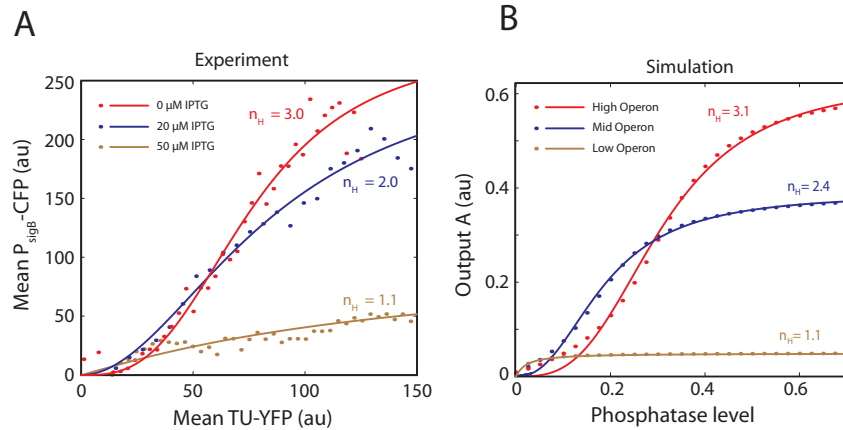 A
Experiment
Mean P_sigB-CFP (au)
250
200
150
100
50
0
0 µM IPTG
20 µM IPTG
50 µM IPTG
n_H = 3.0
n_H = 2.0
n_H = 1.1
0
50
100
150
Mean TU-YFP (au)
B
Simulation
Output A (au)
0.6
0.4
0.2
0
High Operon
Mid Operon
Low Operon
n_H= 3.1
n_H= 2.4
n_H= 1.1
0
0.2
0.4
0.6
Phosphatase level